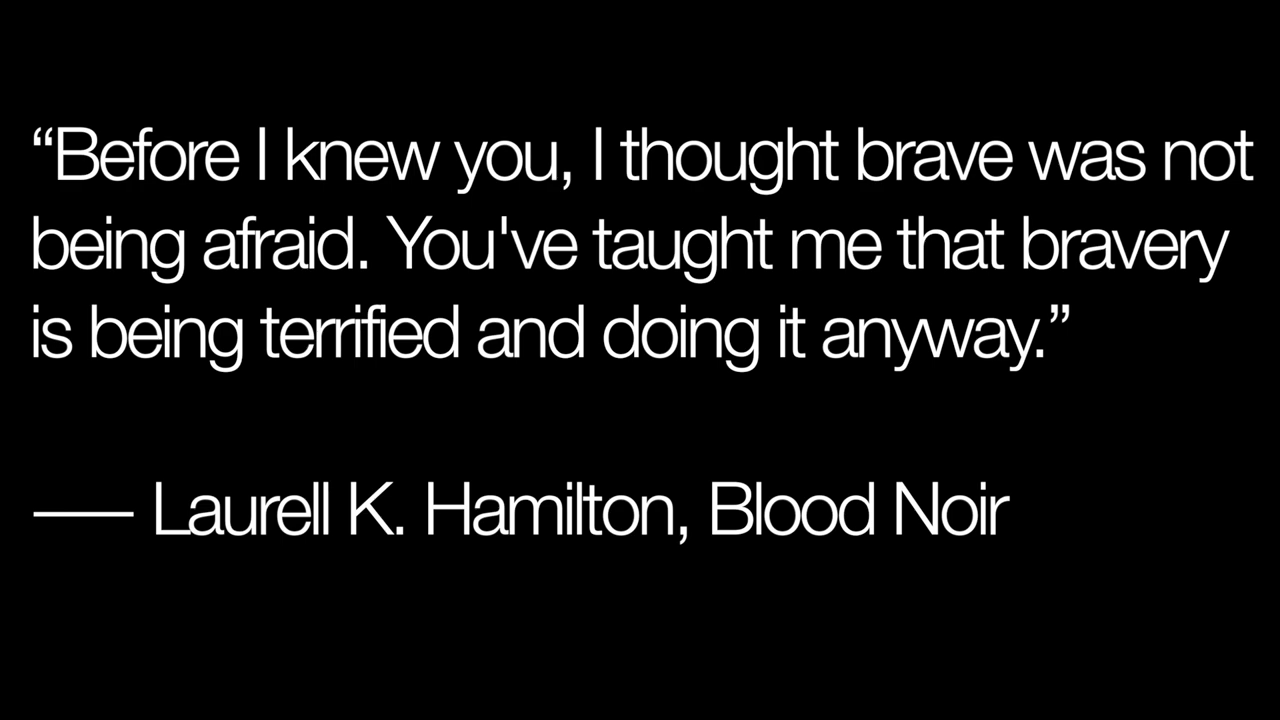 “Before I knew you, I thought brave was not
being afraid. You've taught me that bravery
is being terrified and doing it anyway.”
—– Laurell K. Hamilton, Blood Noir